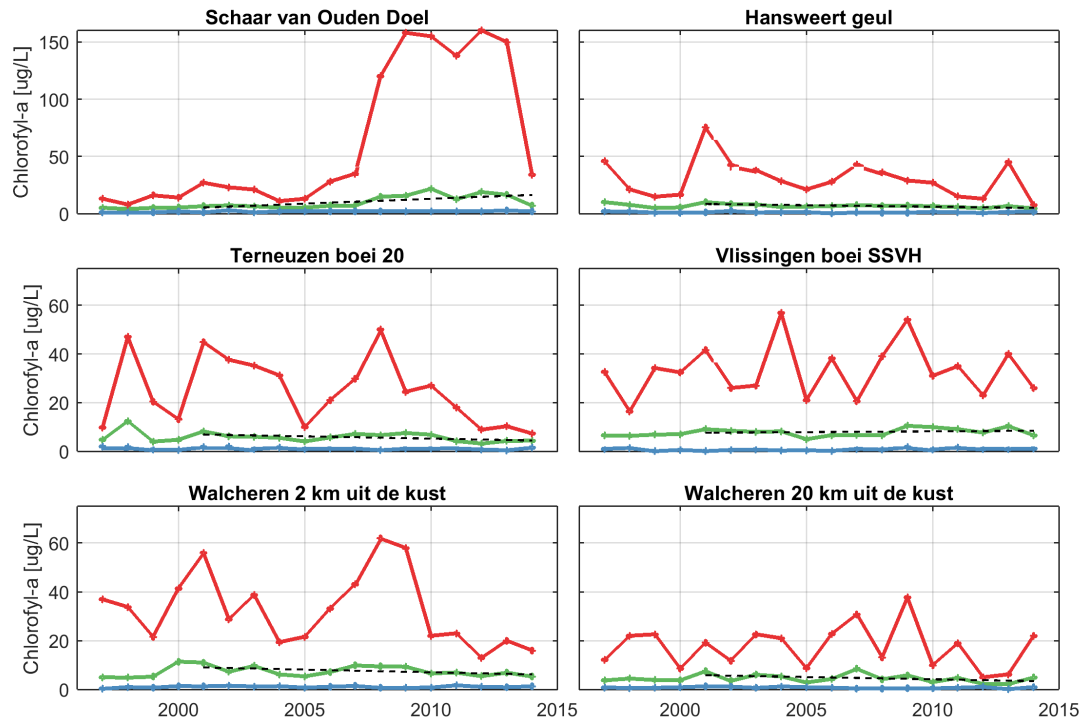 Schaar van Ouden Doel
Hansweert geul
Chlorofyl-a [ug/L]
150
100
50
0
Terneuzen boei 20
Vlissingen boei SSVH
Chlorofyl-a [ug/L]
60
40
20
0
Walcheren 2 km uit de kust
Walcheren 20 km uit de kust
Chlorofyl-a [ug/L]
60
40
20
0
2000 2005 2010 2015
2000 2005 2010 2015